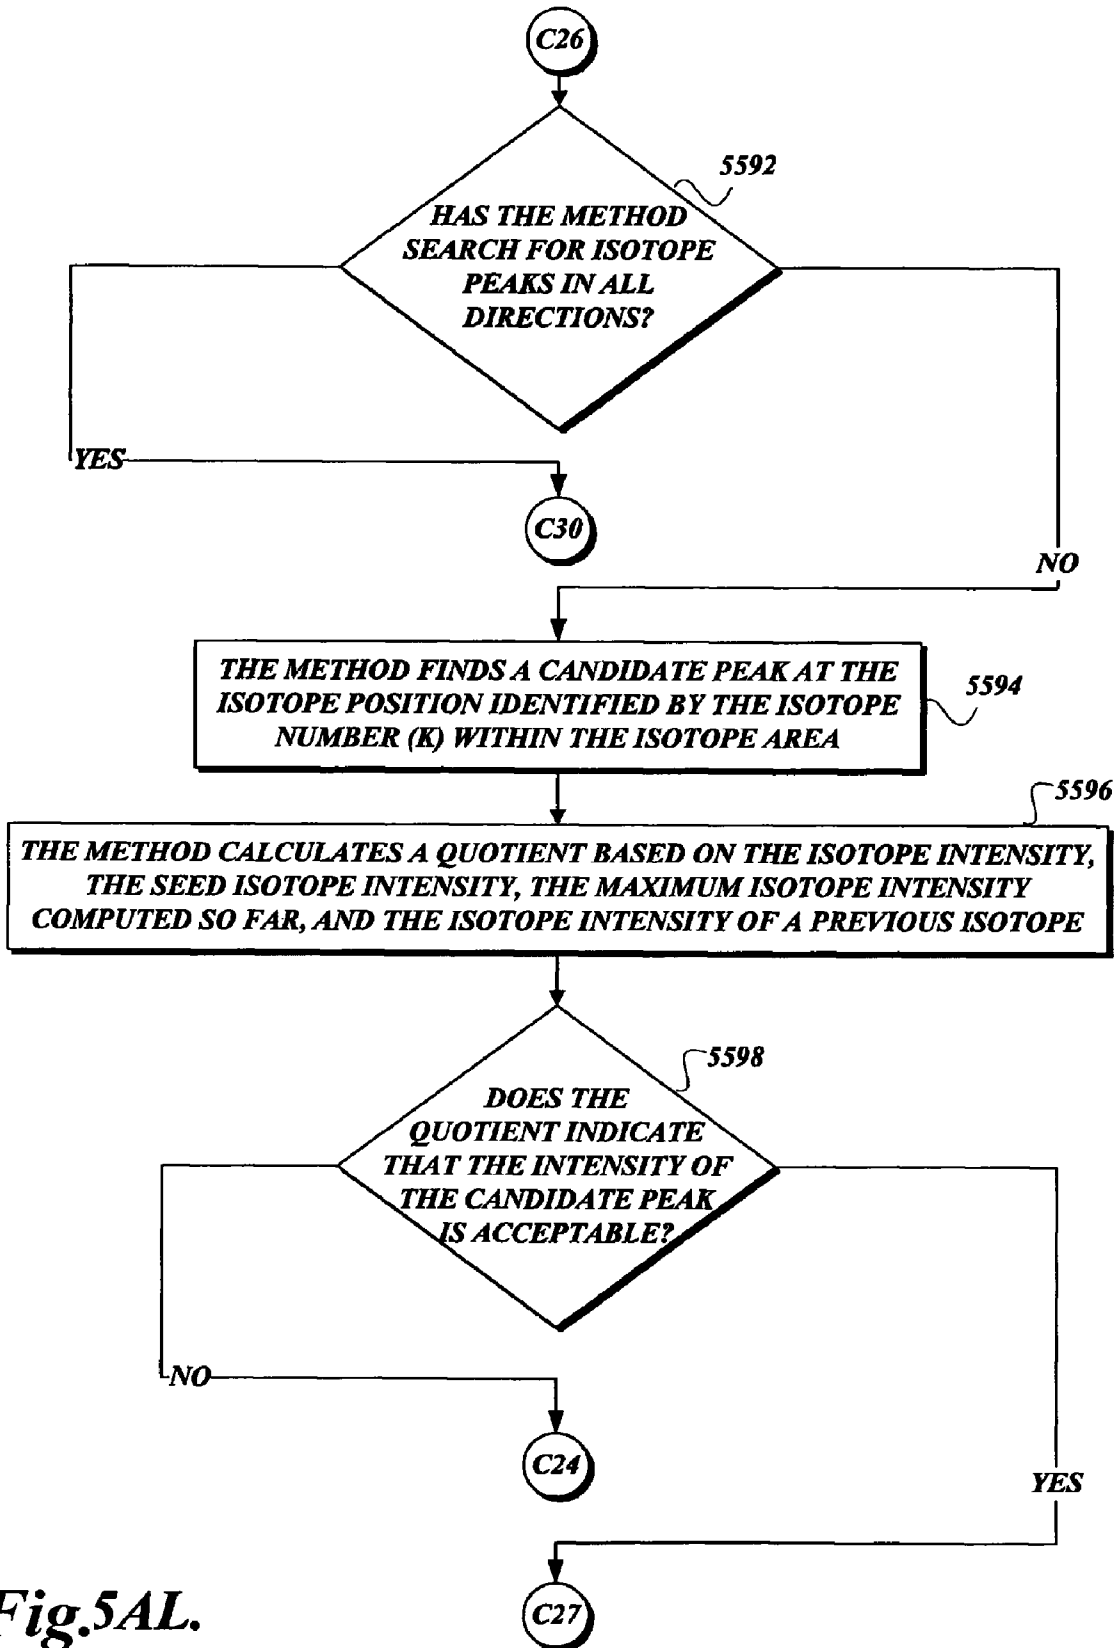 C26
5592
HAS THE METHOD
SEARCH FOR ISOTOPE
PEAKS IN ALL
DIRECTIONS?
YES
C30
NO
THE METHOD FINDS A CANDIDATE PEAK AT THE
ISOTOPE POSITION IDENTIFIED BY THE ISOTOPE
NUMBER (K) WITHIN THE ISOTOPE AREA
5594
5596
THE METHOD CALCULATES A QUOTIENT BASED ON THE ISOTOPE INTENSITY,
THE SEED ISOTOPE INTENSITY, THE MAXIMUM ISOTOPE INTENSITY
COMPUTED SO FAR, AND THE ISOTOPE INTENSITY OF A PREVIOUS ISOTOPE
5598
DOES THE
QUOTIENT INDICATE
THAT THE INTENSITY OF
THE CANDIDATE PEAK
IS ACCEPTABLE?
NO
C24
YES
C27
Fig.5AL.